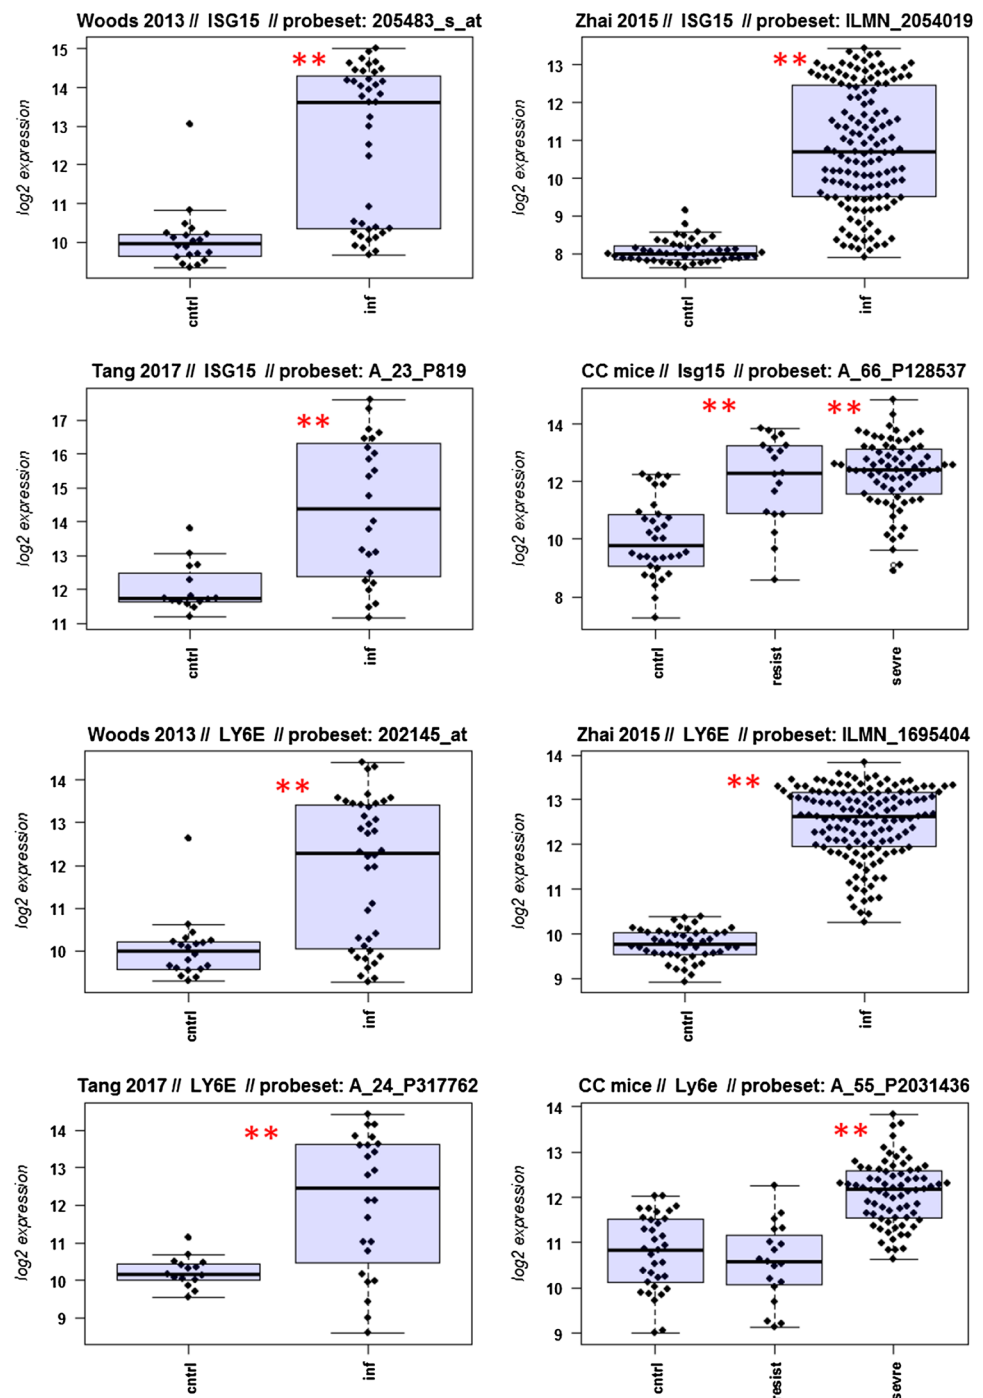 Woods 2013 // ISG15 // probeset: 205483_s_at
log2 expression
15
14
13
12
11
10
**
cntrl
inf
Zhai 2015 // ISG15 // probeset: ILMN_2054019
log2 expression
13
12
11
10
9
8
**
cntrl
inf
Tang 2017 // ISG15 // probeset: A_23_P819
log2 expression
17
16
15
14
13
12
11
**
cntrl
inf
CC mice // Isg15 // probeset: A_66_P128537
log2 expression
14
12
10
8
**
**
cntrl
resist
sevre
Woods 2013 // LY6E // probeset: 202145_at
log2 expression
14
13
12
11
10
**
cntrl
inf
Zhai 2015 // LY6E // probeset: ILMN_1695404
log2 expression
14
13
12
11
10
9
**
cntrl
inf
Tang 2017 // LY6E // probeset: A_24_P317762
log2 expression
14
13
12
11
10
9
**
cntrl
inf
CC mice // Ly6e // probeset: A_55_P2031436
log2 expression
14
13
12
11
10
9
**
cntrl
resist
sevre